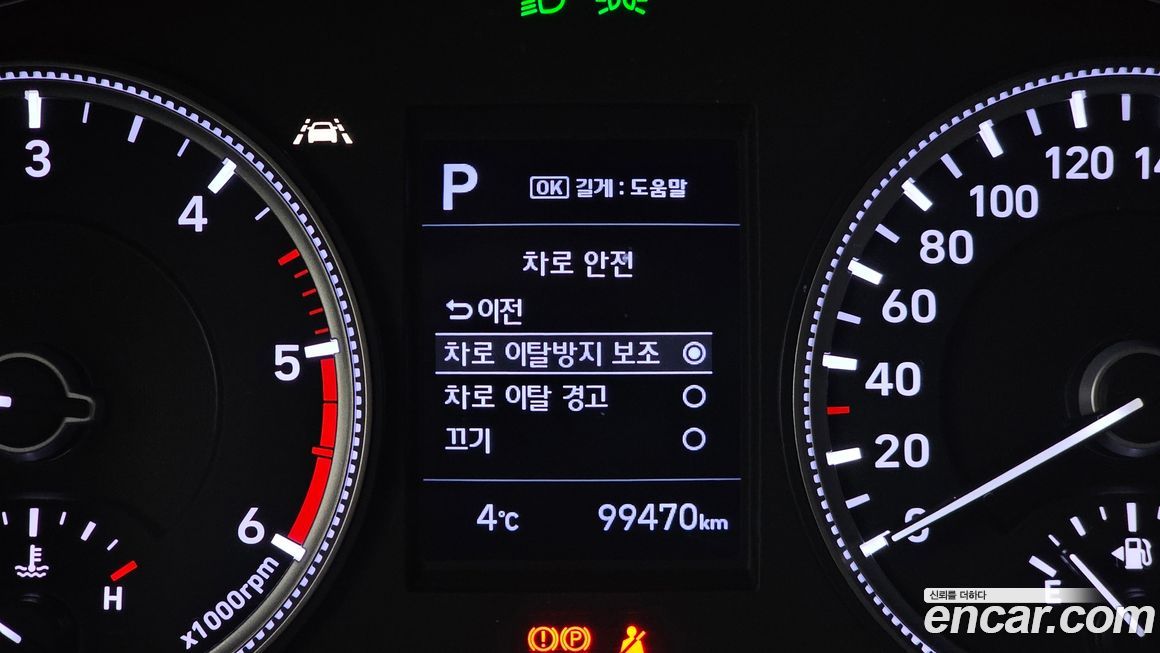 P
OK 길게 : 도움말
차로 안전
이전
차로 이탈방지 보조
차로 이탈 경고
끄기
4℃ 99470km
3
4
5
6
x1000rpm
H
0
20
40
60
80
100
120
14
E
P
신뢰를 더하다
encar.com